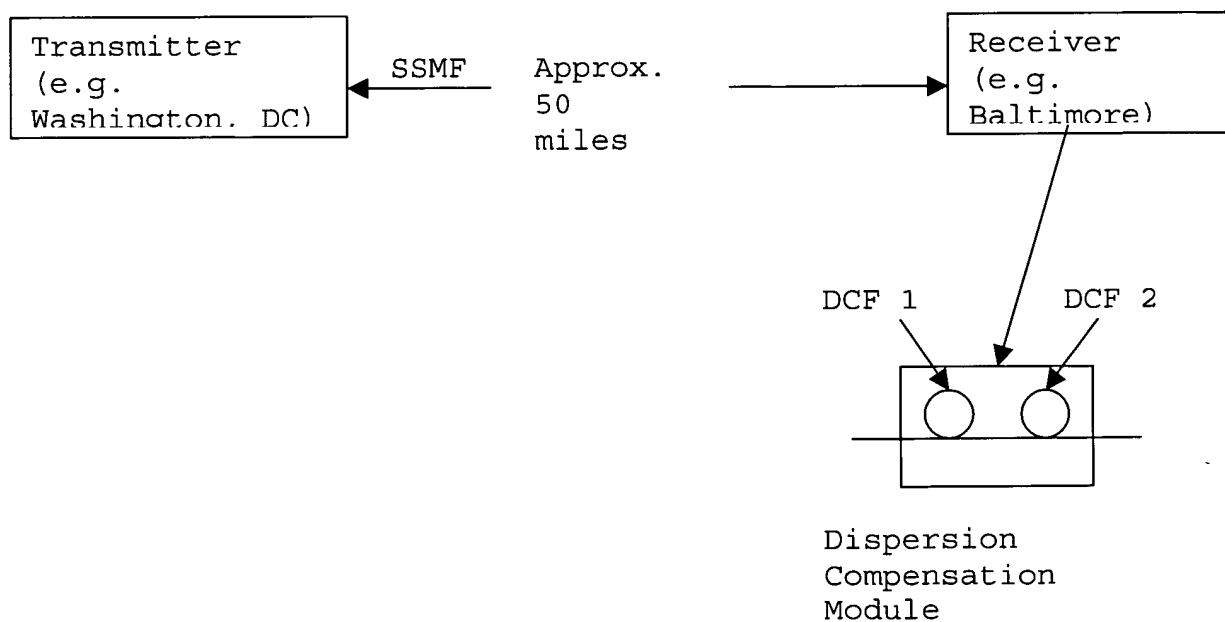 Transmitter
(e.g.
Washington, DC)
SSMF
Approx.
50
miles
Receiver
(e.g.
Baltimore)
DCF 1
DCF 2
Dispersion
Compensation
Module